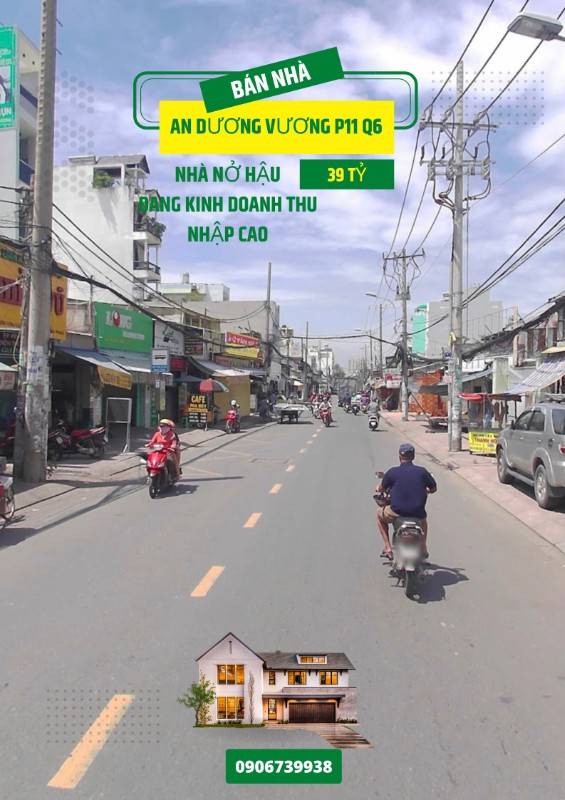 BÁN NHÀ
AN DƯƠNG VƯƠNG P11 Q6
NHÀ NỞ HẬU
39 TỶ
ĐANG KINH DOANH THU
NHẬP CAO
CAFE
0906739938